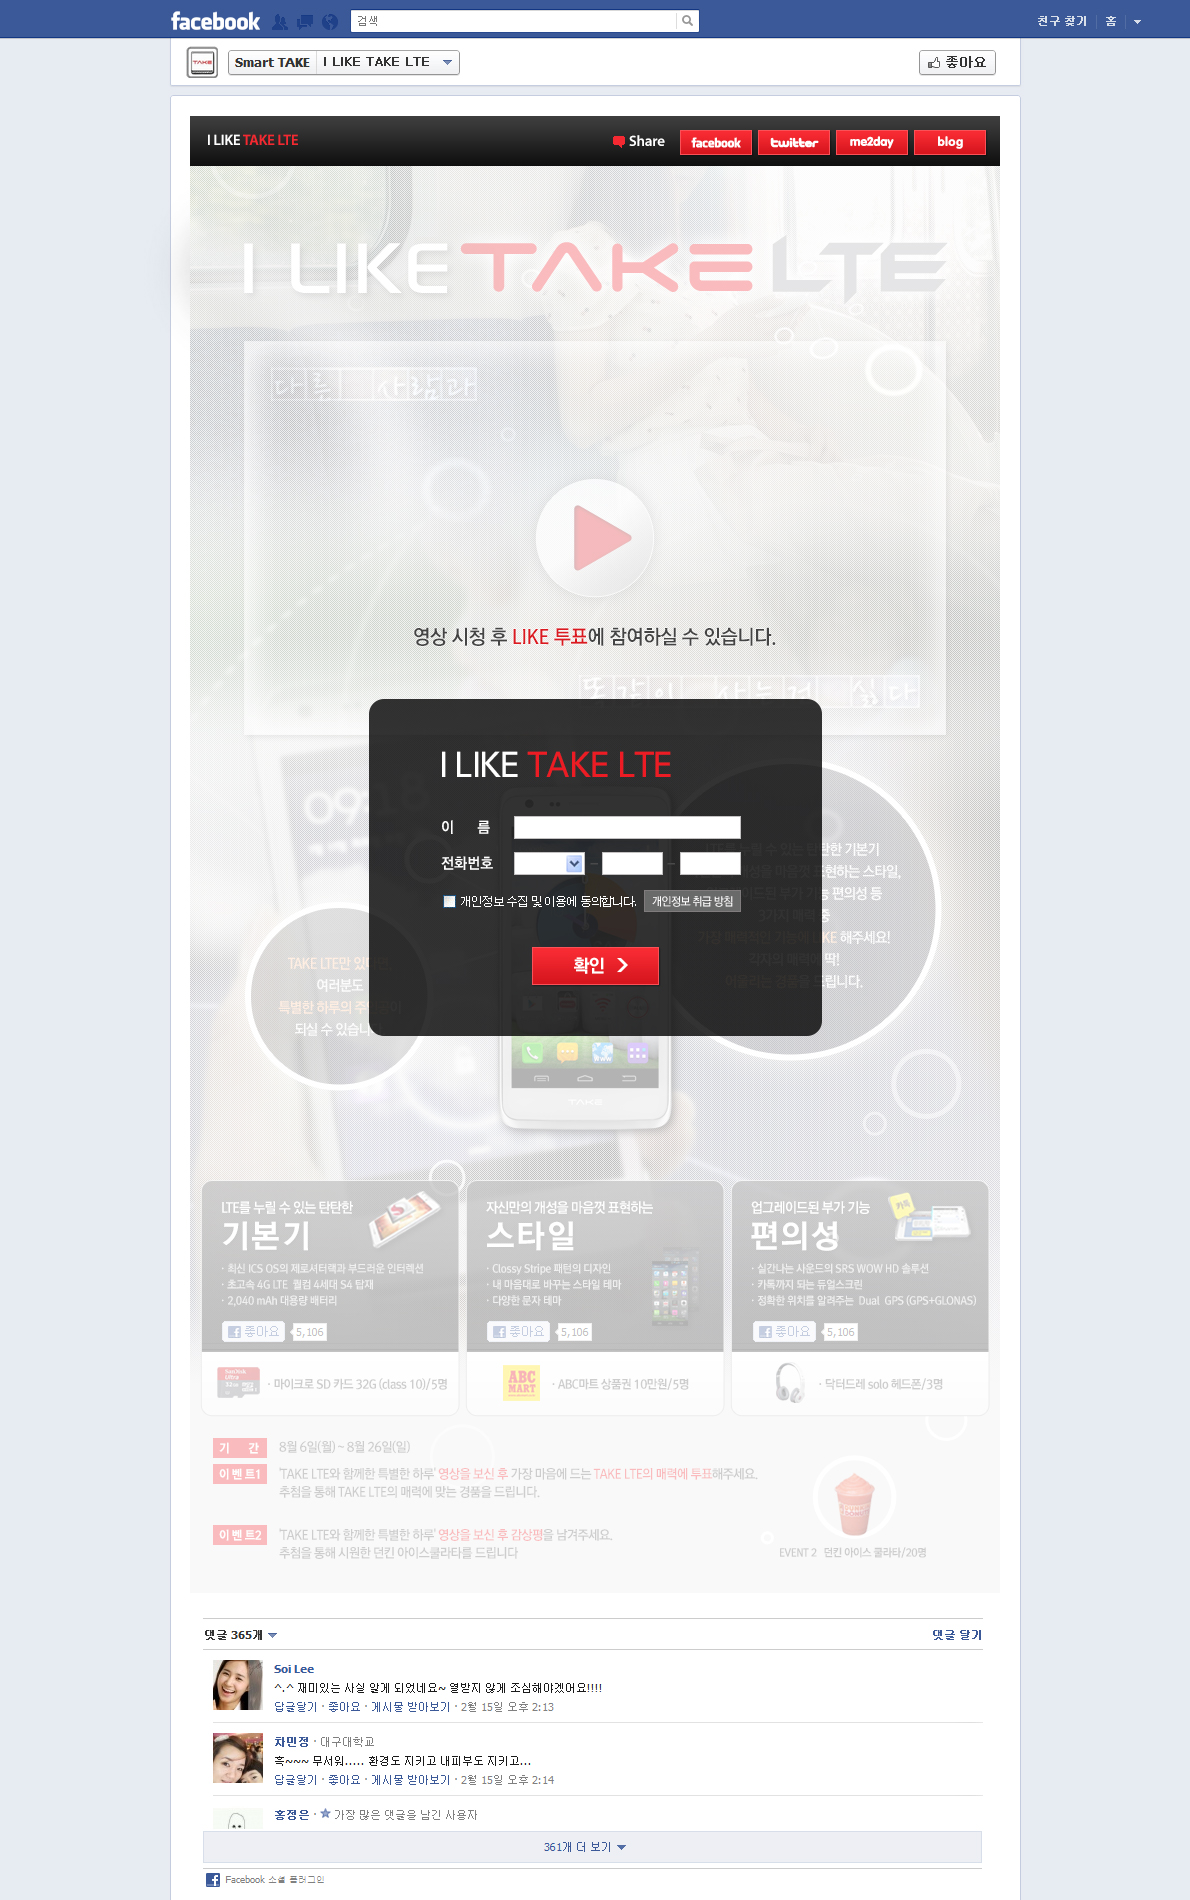 facebook
검색
친구 찾기
홈
Smart TAKE
I LIKE TAKE LTE
좋아요
I LIKE TAKE LTE
Share
facebook
twitter
me2day
blog
I LIKE TAKE LTE
다른 사람과
영상 시청 후 LIKE 투표에 참여하실 수 있습니다.
똑같이 사는건 싫다
I LIKE TAKE LTE
이 름
전화번호
개인정보 수집 및 이용에 동의합니다.
개인정보 취급 방침
확인
09:18
LTE를 누릴 수 있는 탄탄한 기본기
개성을 마음껏 표현하는 스타일,
업그레이드된 부가 기능 편의성 등
3가지 매력 중
가장 매력적인 기능에 LIKE 해주세요!
각자의 매력에 딱!
어울리는 경품을 드립니다.
TAKE LTE만 있다면,
여러분도
특별한 하루의 주인공이
되실 수 있습니다.
TAKE
LTE를 누릴 수 있는 탄탄한
기본기
· 최신 ICS OS의 제로셔터랙과 부드러운 인터랙션
· 초고속 4G LTE 퀄컴 4세대 S4 탑재
· 2,040 mAh 대용량 배터리
좋아요 5,106
· 마이크로 SD 카드 32G (class 10)/5명
자신만의 개성을 마음껏 표현하는
스타일
· Clossy Stripe 패턴의 디자인
· 내 마음대로 바꾸는 스타일 테마
· 다양한 문자 테마
좋아요 5,106
ABC
MART
· ABC마트 상품권 10만원/5명
업그레이드된 부가 기능
편의성
카톡
· 실감나는 사운드의 SRS WOW HD 솔루션
· 카톡까지 되는 듀얼스크린
· 정확한 위치를 알려주는 Dual GPS (GPS+GLONAS)
좋아요 5,106
· 닥터드레 solo 헤드폰/3명
기 간
8월 6일(월) ~ 8월 26일(일)
이벤트1
'TAKE LTE와 함께한 특별한 하루' 영상을 보신 후 가장 마음에 드는 TAKE LTE의 매력에 투표해주세요.
추첨을 통해 TAKE LTE의 매력에 맞는 경품을 드립니다.
이벤트2
'TAKE LTE와 함께한 특별한 하루' 영상을 보신 후 감상평을 남겨주세요.
추첨을 통해 시원한 던킨 아이스쿨라타를 드립니다
EVENT 2 던킨 아이스 쿨라타/20명
댓글 365개
댓글 달기
Soi Lee
^.^ 재미있는 사실 알게 되었네요~ 열받지 않게 조심해야겠어요!!!!
답글달기 · 좋아요 · 게시물 받아보기 · 2월 15일 오후 2:13
차민정 · 대구대학교
흑~~~ 무서워..... 환경도 지키고 내피부도 지키고...
답글달기 · 좋아요 · 게시물 받아보기 · 2월 15일 오후 2:14
홍정은 · 가장 많은 댓글을 남긴 사용자
361개 더 보기
Facebook 소셜 플러그인